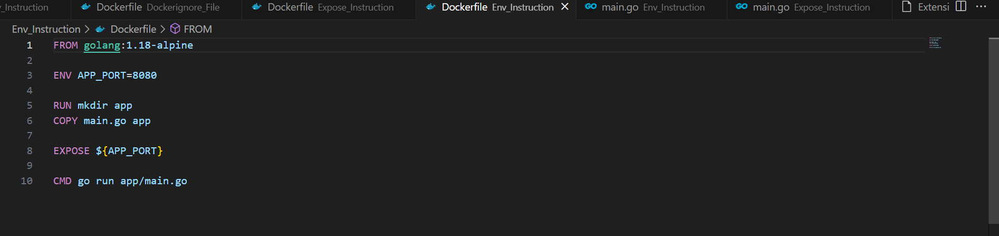 _Instruction Dockerfile Dockerignore_File Dockerfile Expose_Instruction Dockerfile Env_Instruction main.go Env_Instruction main.go Expose_Instruction Extensi
Env_Instruction > Dockerfile > FROM
1 FROM golang:1.18-alpine
2
3 ENV APP_PORT=8080
4
5 RUN mkdir app
6 COPY main.go app
7
8 EXPOSE ${APP_PORT}
9
10 CMD go run app/main.go